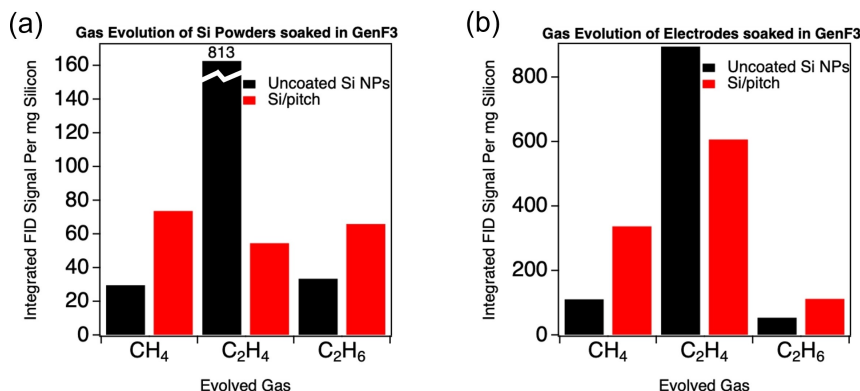 (a)
Gas Evolution of Si Powders soaked in GenF3
Integrated FID Signal Per mg Silicon
160
140
120
100
80
60
40
20
0
813
Uncoated Si NPs
Si/pitch
CH₄
C₂H₄
C₂H₆
Evolved Gas
(b)
Gas Evolution of Electrodes soaked in GenF3
Integrated FID Signal Per mg Silicon
800
600
400
200
0
Uncoated Si NPs
Si/pitch
CH₄
C₂H₄
C₂H₆
Evolved Gas